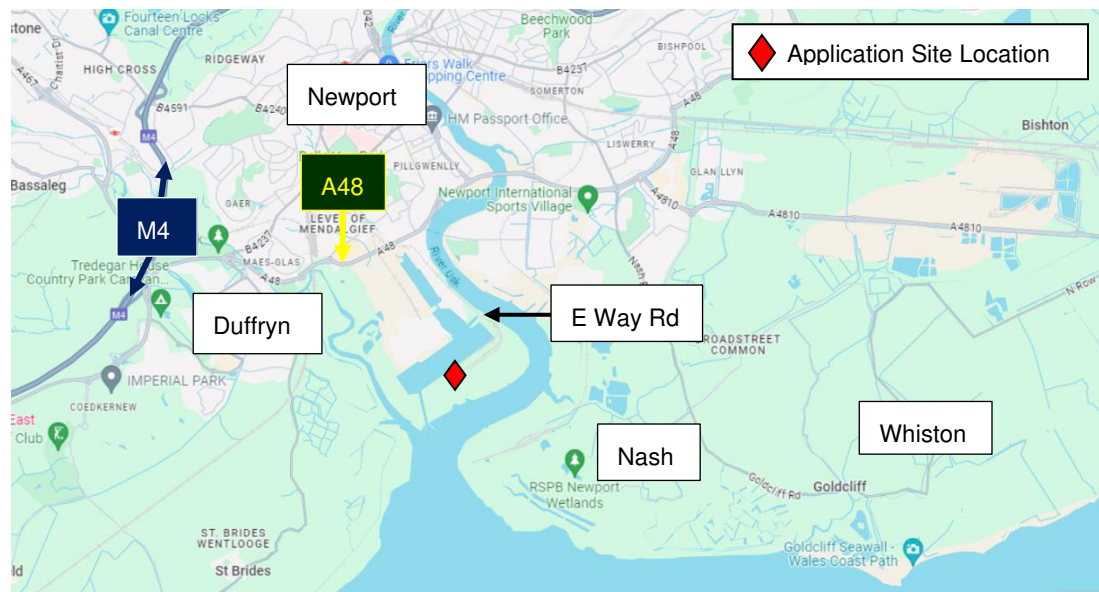 stone
Fourteen Locks
Canal Centre
HIGH CROSS
RIDGEWAY
A467
B4591
B4240
M4
Bassaleg
GAER
Newport
Friars Walk
Shopping Centre
HM Passport Office
PILLGWENLLY
Beechwood
Park
B4237
SOMERTON
BISHPOOL
A48
Application Site Location
Bishton
LISWERRY
GLAN LLYN
Newport International
Sports Village
A48
A4810
A4810
A4810
A48
LEVEL OF
MENDALGIEF
M4
B4237
MAES-GLAS
A48
A48
Tredegar House
Country Park
River Usk
Duffryn
E Way Rd
Nash
BROADSTREET
COMMON
M4
IMPERIAL PARK
COEDKERNEW
East
Club
Whiston
Nash
RSPB Newport
Wetlands
Goldcliff Rd
Goldcliff
ST. BRIDES
WENTLOOGE
St Brides
Goldcliff Seawall -
Wales Coast Path